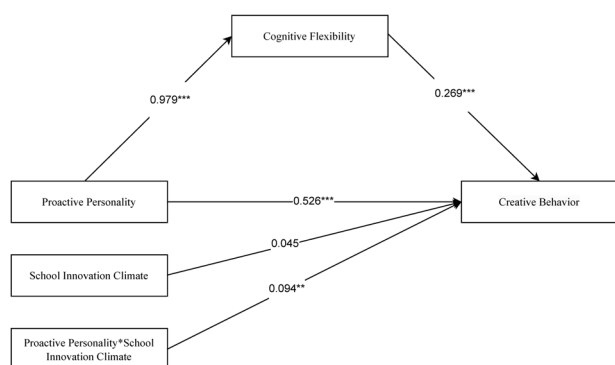 Cognitive Flexibility
0.979***
0.269***
Proactive Personality
0.526***
Creative Behavior
0.045
School Innovation Climate
0.094**
Proactive Personality*School
Innovation Climate